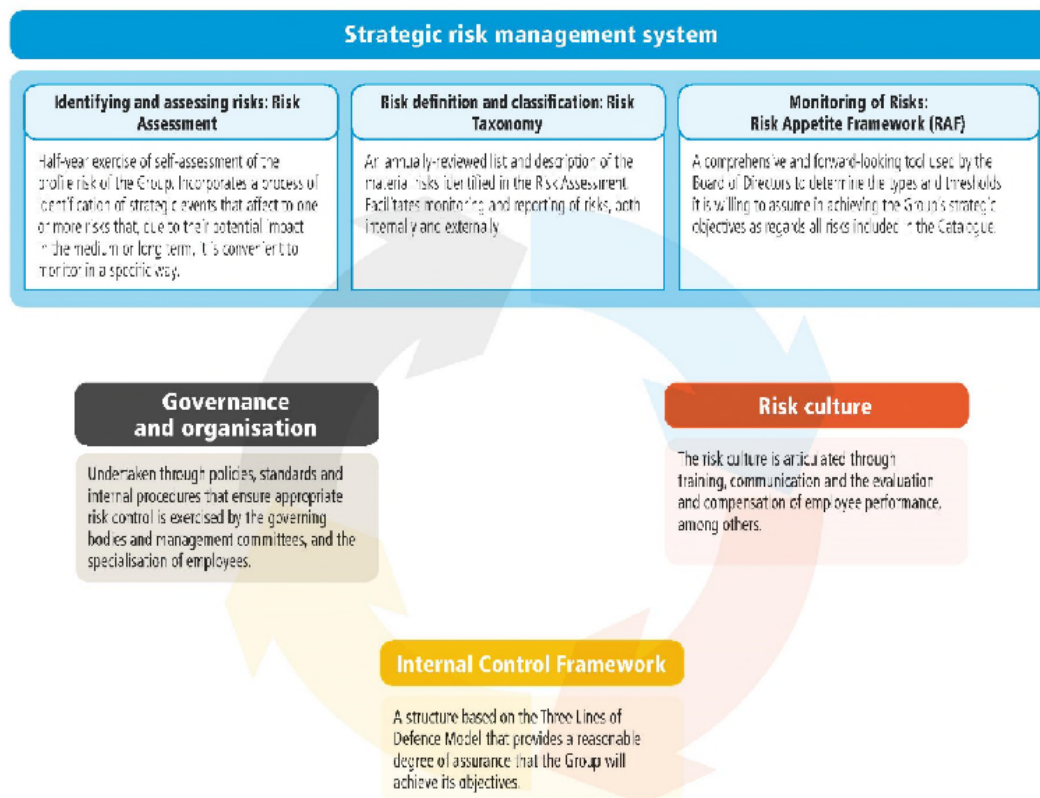 Strategic risk management system
Identifying and assessing risks: Risk
Assessment
Half-year exercise of self-assessment of the
profile risk of the Group. Incorporates a process of
identification of strategic events that affect to one
or more risks that, due to their potential impact
in the medium or long term, it is convenient to
monitor in a specific way.
Risk definition and classification: Risk
Taxonomy
An annually-reviewed list and description of the
material risks identified in the Risk Assessment.
Facilitates monitoring and reporting of risks, both
internally and externally
Monitoring of Risks:
Risk Appetite Framework (RAF)
A comprehensive and forward-looking tool used by the
Board of Directors to determine the types and thresholds
it is willing to assume in achieving the Group's strategic
objectives as regards all risks included in the Catalogue.
Governance
and organisation
Undertaken through policies, standards and
internal procedures that ensure appropriate
risk control is exercised by the governing
bodies and management committees, and the
specialisation of employees.
Risk culture
The risk culture is articulated through
training, communication and the evaluation
and compensation of employee performance,
among others.
Internal Control Framework
A structure based on the Three Lines of
Defence Model that provides a reasonable
degree of assurance that the Group will
achieve its objectives.